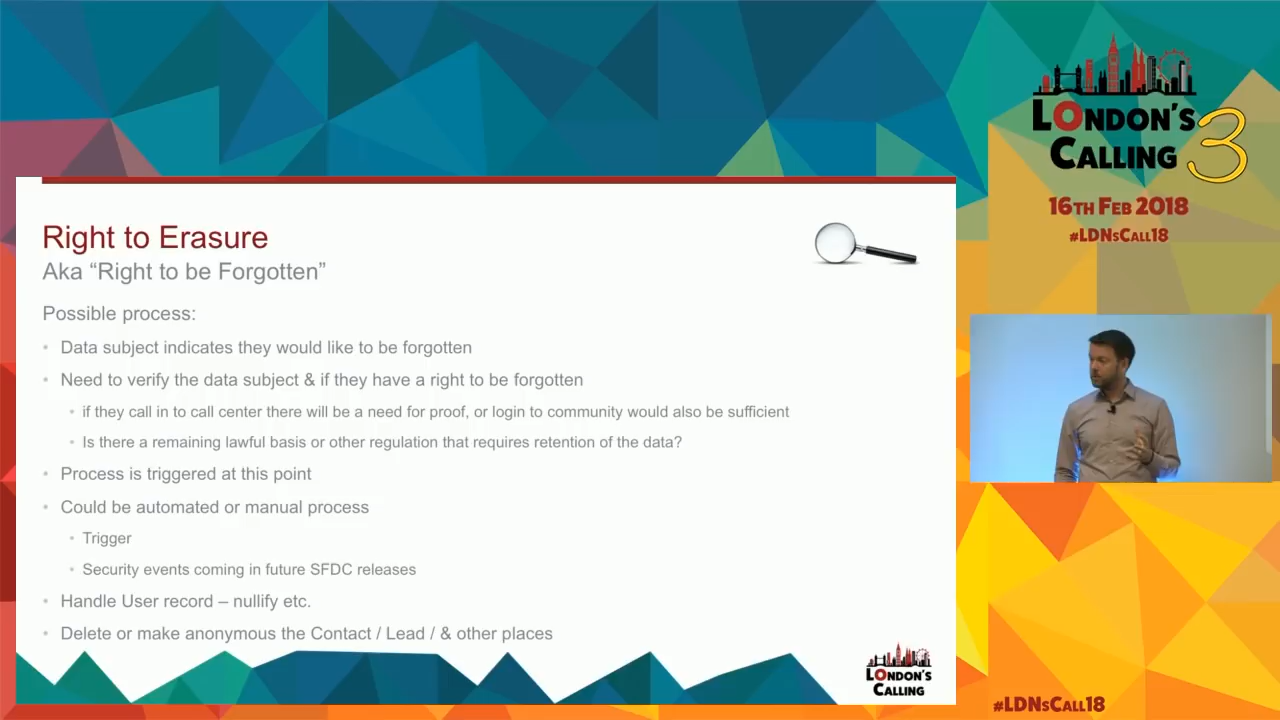 Right to Erasure
Aka “Right to be Forgotten”
Possible process:
• Data subject indicates they would like to be forgotten
• Need to verify the data subject & if they have a right to be forgotten
• if they call in to call center there will be a need for proof, or login to community would also be sufficient
• Is there a remaining lawful basis or other regulation that requires retention of the data?
• Process is triggered at this point
• Could be automated or manual process
• Trigger
• Security events coming in future SFDC releases
• Handle User record – nullify etc.
• Delete or make anonymous the Contact / Lead / & other places
London's
Calling
London's
Calling 3
16th Feb 2018
#LDNsCall18
#LDNsCall18